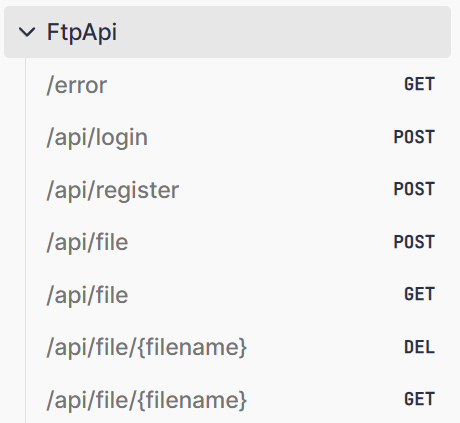 FtpApi
/error GET
/api/login POST
/api/register POST
/api/file POST
/api/file GET
/api/file/{filename} DEL
/api/file/{filename} GET